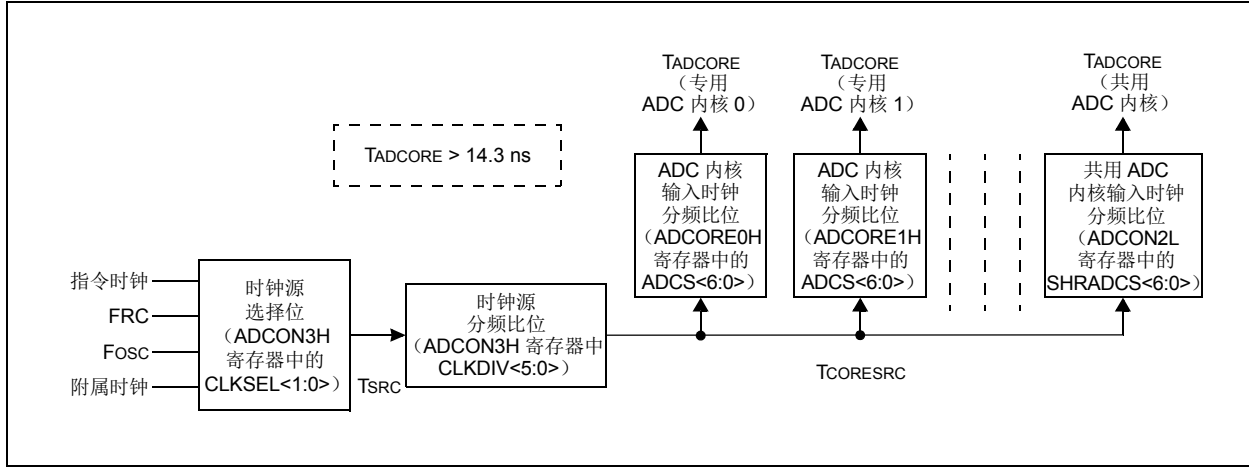 TADCORE
（专用
ADC 内核 0）
TADCORE
（专用
ADC 内核 1）
TADCORE
（共用
ADC 内核）
TADCORE > 14.3 ns
ADC 内核
输入时钟
分频比位
（ADCORE0H
寄存器中的
ADCS<6:0>）
ADC 内核
输入时钟
分频比位
（ADCORE1H
寄存器中的
ADCS<6:0>）
共用 ADC
内核输入时钟
分频比位
（ADCON2L
寄存器中的
SHRADCS<6:0>）
指令时钟
FRC
FOSC
附属时钟
时钟源
选择位
（ADCON3H
寄存器中的
CLKSEL<1:0>）
TSRC
时钟源
分频比位
（ADCON3H 寄存器中
CLKDIV<5:0>）
TCORESRC